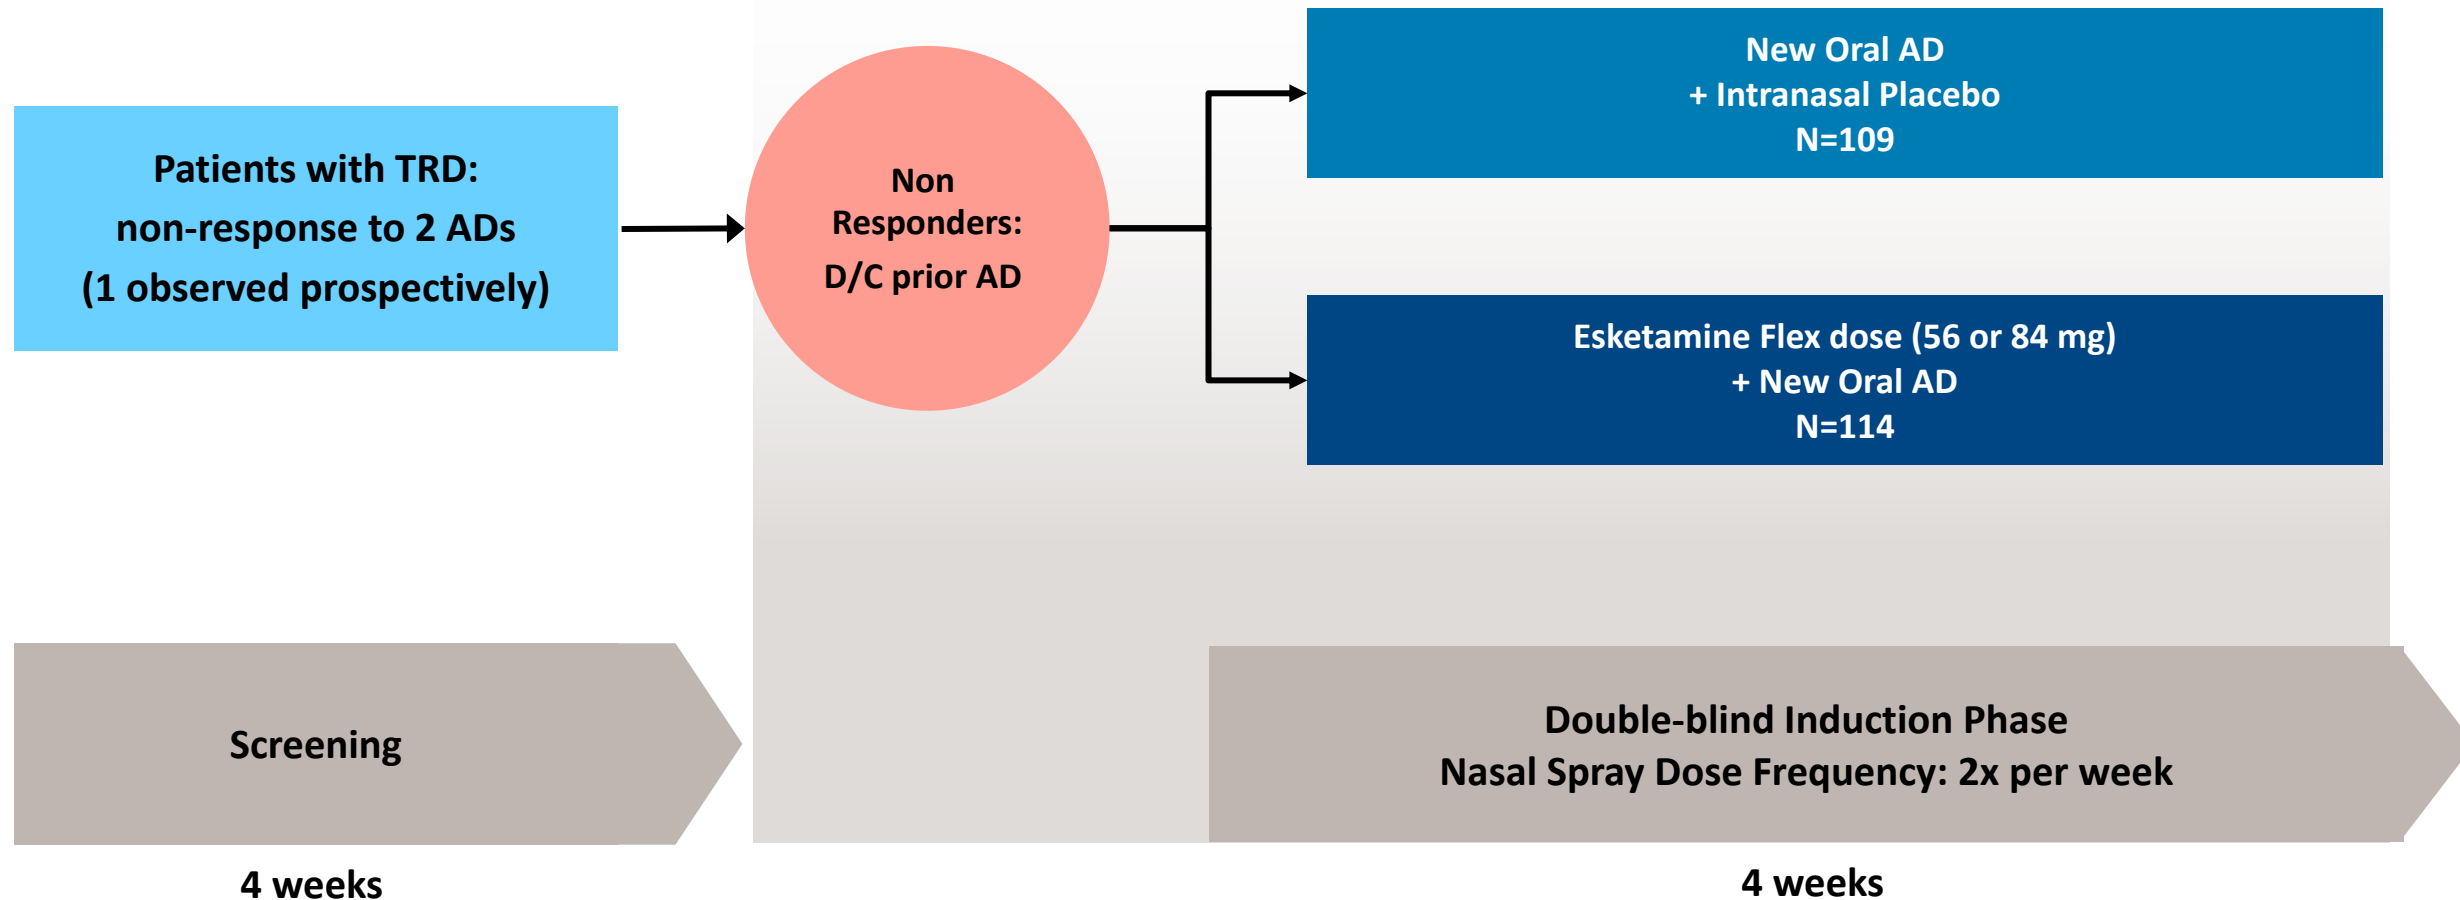 Patients with TRD:
non-response to 2 ADs
(1 observed prospectively)
Non
Responders:
D/C prior AD
New Oral AD
+ Intranasal Placebo
N=109
Esketamine Flex dose (56 or 84 mg)
+ New Oral AD
N=114
Screening
Double-blind Induction Phase
Nasal Spray Dose Frequency: 2x per week
4 weeks
4 weeks